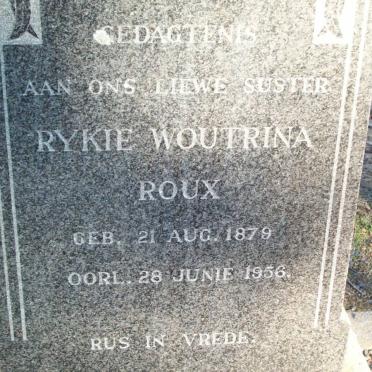 GEDAGTENIS
AAN ONS LIEWE SUSTER
RYKIE WOUTRINA
ROUX
GEB. 21 AUG. 1879
OORL. 28 JUNIE 1956.
RUS IN VREDE.